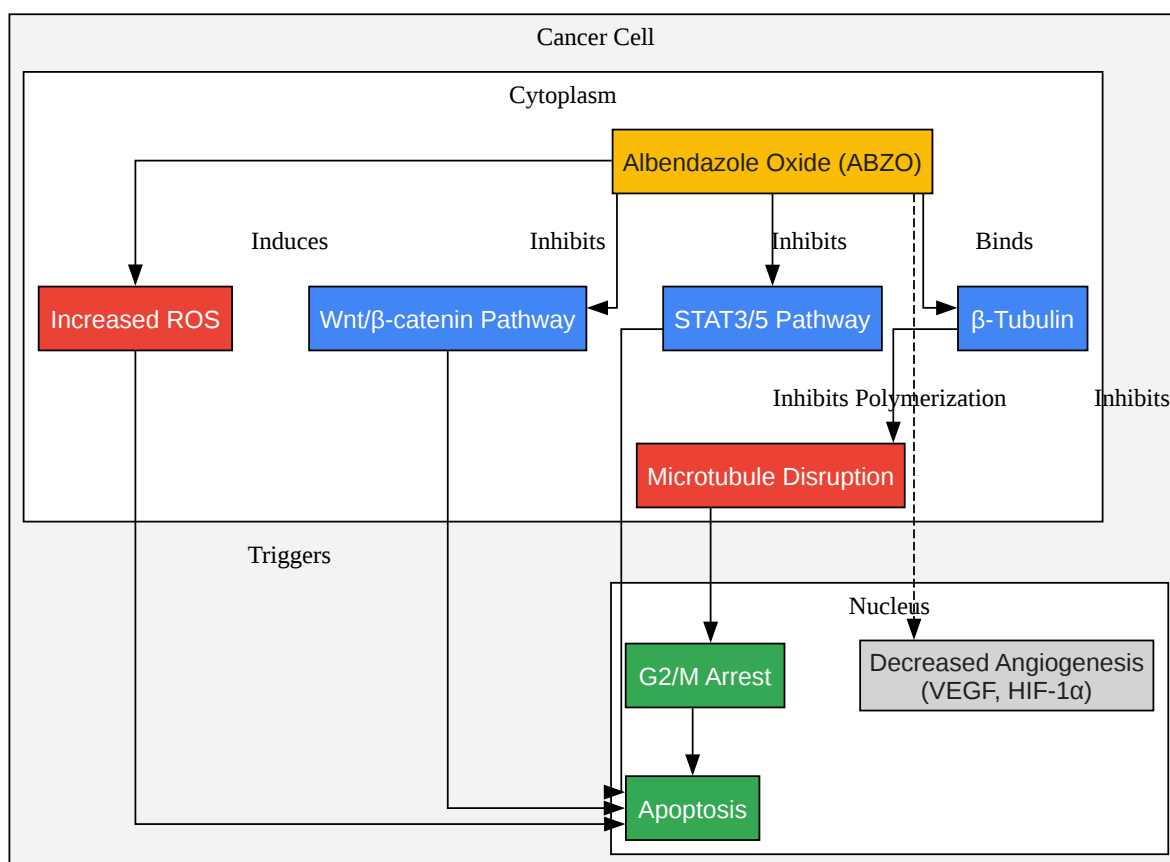 Cancer Cell
Cytoplasm
Albendazole Oxide (ABZO)
Induces
Inhibits
Inhibits
Binds
Increased ROS
Wnt/β-catenin Pathway
STAT3/5 Pathway
β-Tubulin
Inhibits Polymerization
Inhibits
Microtubule Disruption
Triggers
Nucleus
G2/M Arrest
Decreased Angiogenesis
(VEGF, HIF-1α)
Apoptosis